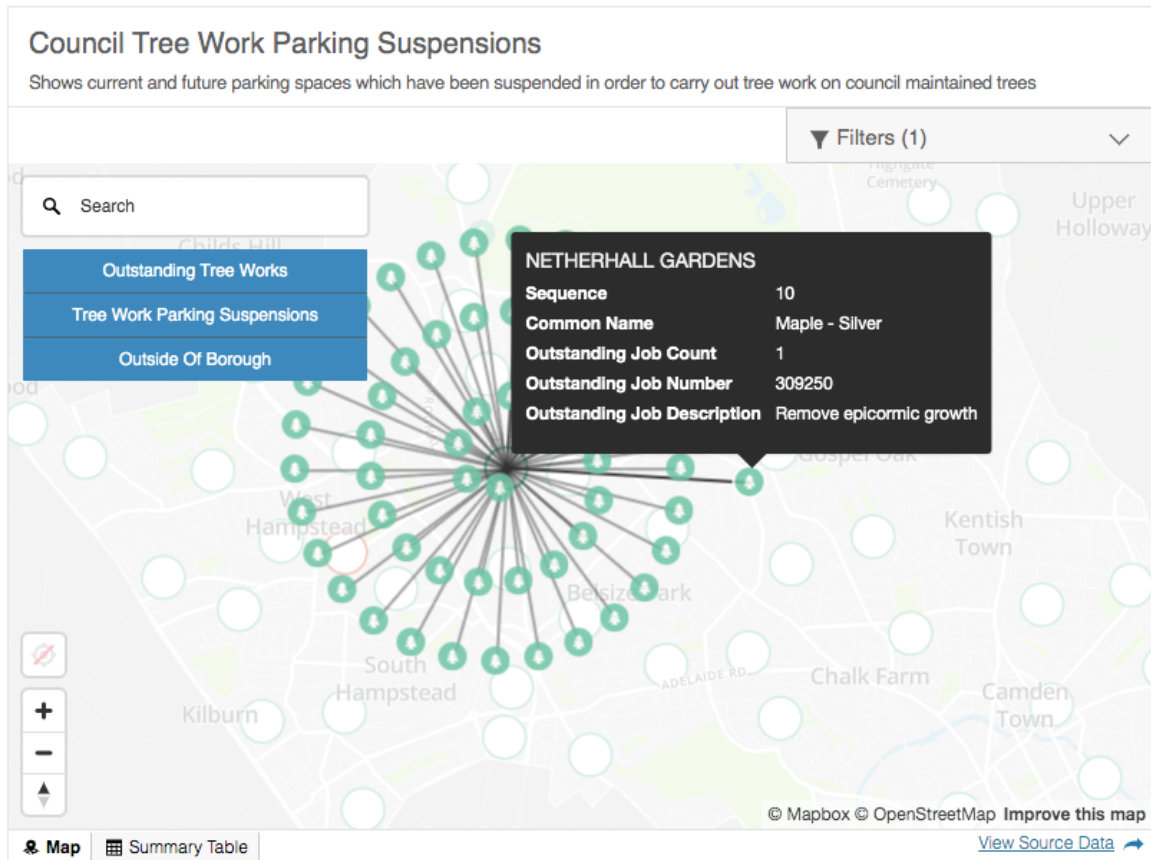 Council Tree Work Parking Suspensions
Shows current and future parking spaces which have been suspended in order to carry out tree work on council maintained trees
Filters (1)
Search
Highgate
Cemetery
Upper
Holloway
Childs Hill
Outstanding Tree Works
Tree Work Parking Suspensions
Outside Of Borough
NETHERHALL GARDENS
Sequence 10
Common Name Maple - Silver
Outstanding Job Count 1
Outstanding Job Number 309250
Outstanding Job Description Remove epicormic growth
Gospel Oak
West
Hampstead
Kentish
Town
Belsize Park
South
Hampstead
ADELAIDE RD
Chalk Farm
Camden
Town
Kilburn
© Mapbox © OpenStreetMap Improve this map
Map
Summary Table
View Source Data